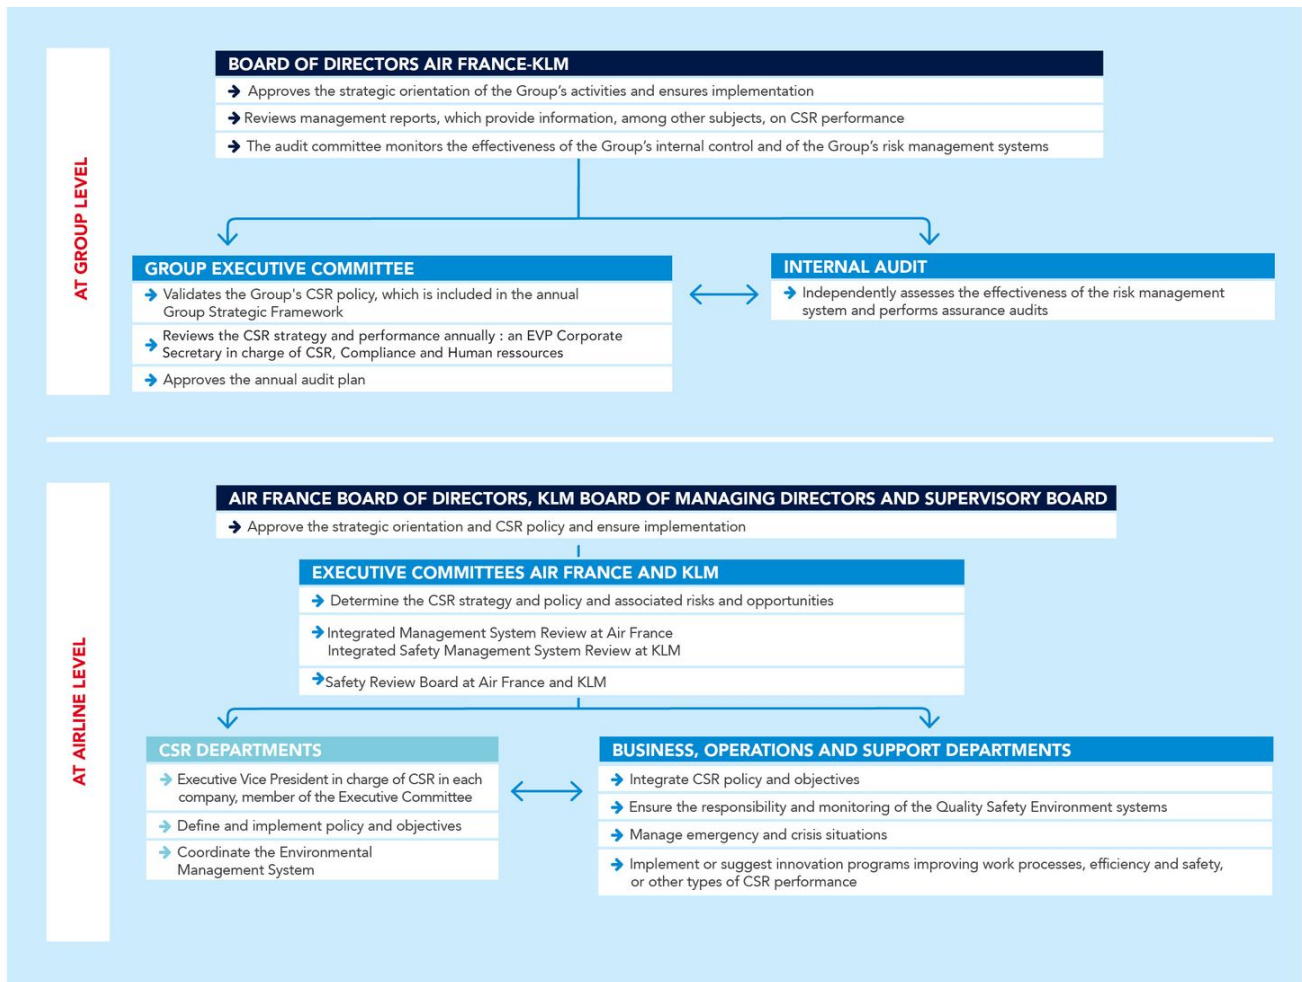 AT GROUP LEVEL
BOARD OF DIRECTORS AIR FRANCE-KLM
Approves the strategic orientation of the Group's activities and ensures implementation
Reviews management reports, which provide information, among other subjects, on CSR performance
The audit committee monitors the effectiveness of the Group's internal control and of the Group's risk management systems
GROUP EXECUTIVE COMMITTEE
Validates the Group's CSR policy, which is included in the annual
Group Strategic Framework
Reviews the CSR strategy and performance annually : an EVP Corporate
Secretary in charge of CSR, Compliance and Human ressources
Approves the annual audit plan
INTERNAL AUDIT
Independently assesses the effectiveness of the risk management
system and performs assurance audits
AT AIRLINE LEVEL
AIR FRANCE BOARD OF DIRECTORS, KLM BOARD OF MANAGING DIRECTORS AND SUPERVISORY BOARD
Approve the strategic orientation and CSR policy and ensure implementation
EXECUTIVE COMMITTEES AIR FRANCE AND KLM
Determine the CSR strategy and policy and associated risks and opportunities
Integrated Management System Review at Air France
Integrated Safety Management System Review at KLM
Safety Review Board at Air France and KLM
CSR DEPARTMENTS
Executive Vice President in charge of CSR in each
company, member of the Executive Committee
Define and implement policy and objectives
Coordinate the Environmental
Management System
BUSINESS, OPERATIONS AND SUPPORT DEPARTMENTS
Integrate CSR policy and objectives
Ensure the responsibility and monitoring of the Quality Safety Environment systems
Manage emergency and crisis situations
Implement or suggest innovation programs improving work processes, efficiency and safety,
or other types of CSR performance